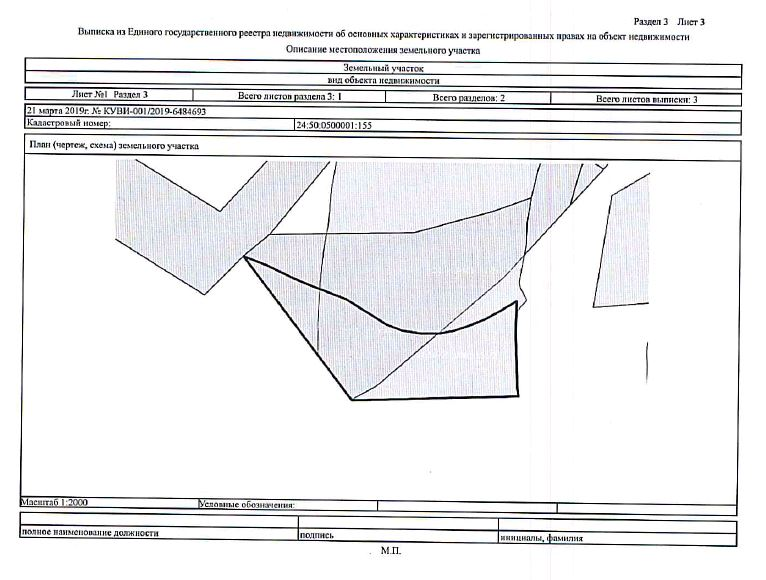 Раздел 3 Лист 3
Выписка из Единого государственного реестра недвижимости об основных характеристиках и зарегистрированных правах на объект недвижимости
Описание местоположения земельного участка
Земельный участок
вид объекта недвижимости
Лист №1 Раздел 3 Всего листов раздела 3: 1 Всего разделов: 2 Всего листов выписки: 3
21 марта 2019г. № КУВИ-001/2019-6484693
Кадастровый номер: 24:50:0500001:155
План (чертеж, схема) земельного участка
Масштаб 1:2000 Условные обозначения:
полное наименование должности подпись инициалы, фамилия
М.П.